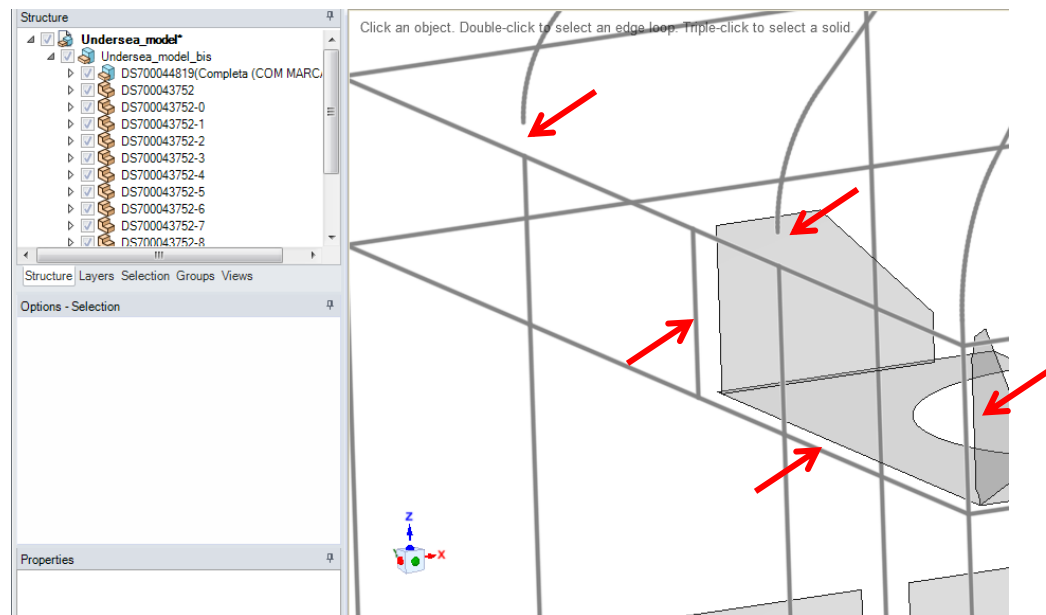 Structure
Undersea_model*
Undersea_model_bis
DS700044819(Completa (COM MARCA
DS700043752
DS700043752-0
DS700043752-1
DS700043752-2
DS700043752-3
DS700043752-4
DS700043752-5
DS700043752-6
DS700043752-7
DS700043752-8
Structure Layers Selection Groups Views
Options - Selection
Properties
Click an object. Double-click to select an edge loop. Triple-click to select a solid.
Z
X